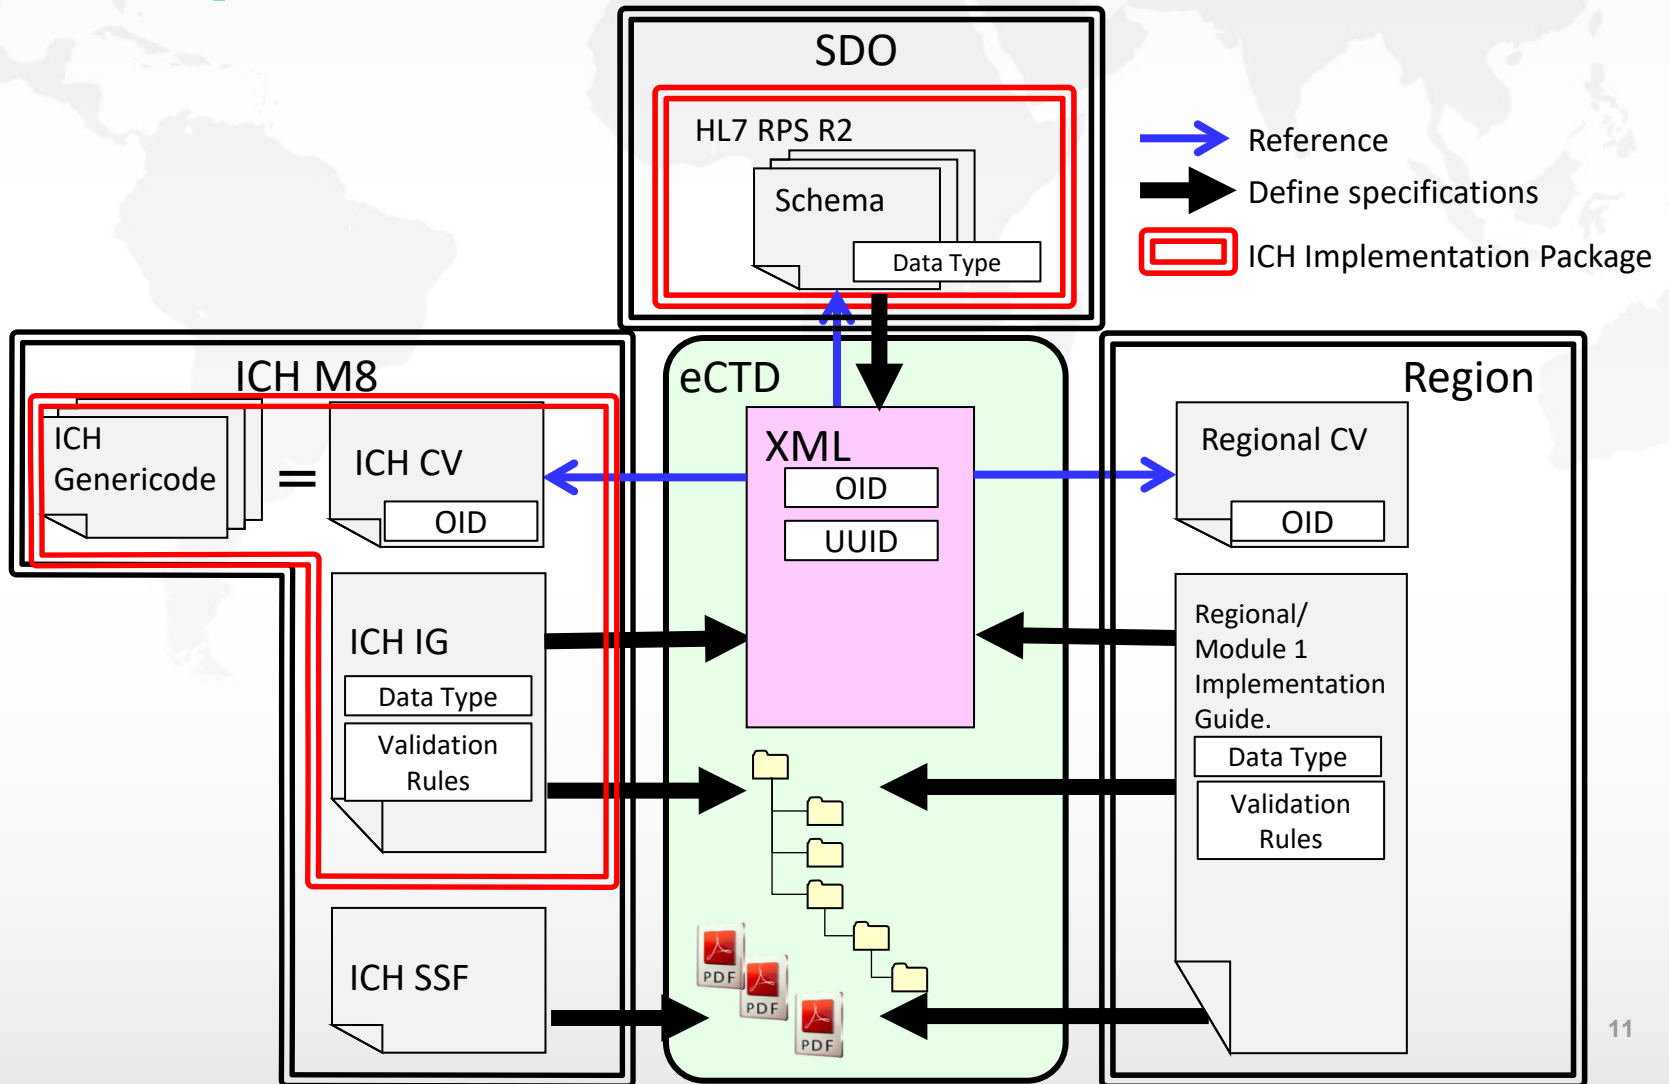 SDO
HL7 RPS R2
Schema
Data Type
Reference
Define specifications
ICH Implementation Package
ICH M8
ICH
Genericode
=
ICH CV
OID
ICH IG
Data Type
Validation
Rules
ICH SSF
eCTD
XML
OID
UUID
PDF
PDF
PDF
Region
Regional CV
OID
Regional/
Module 1
Implementation
Guide.
Data Type
Validation
Rules
11